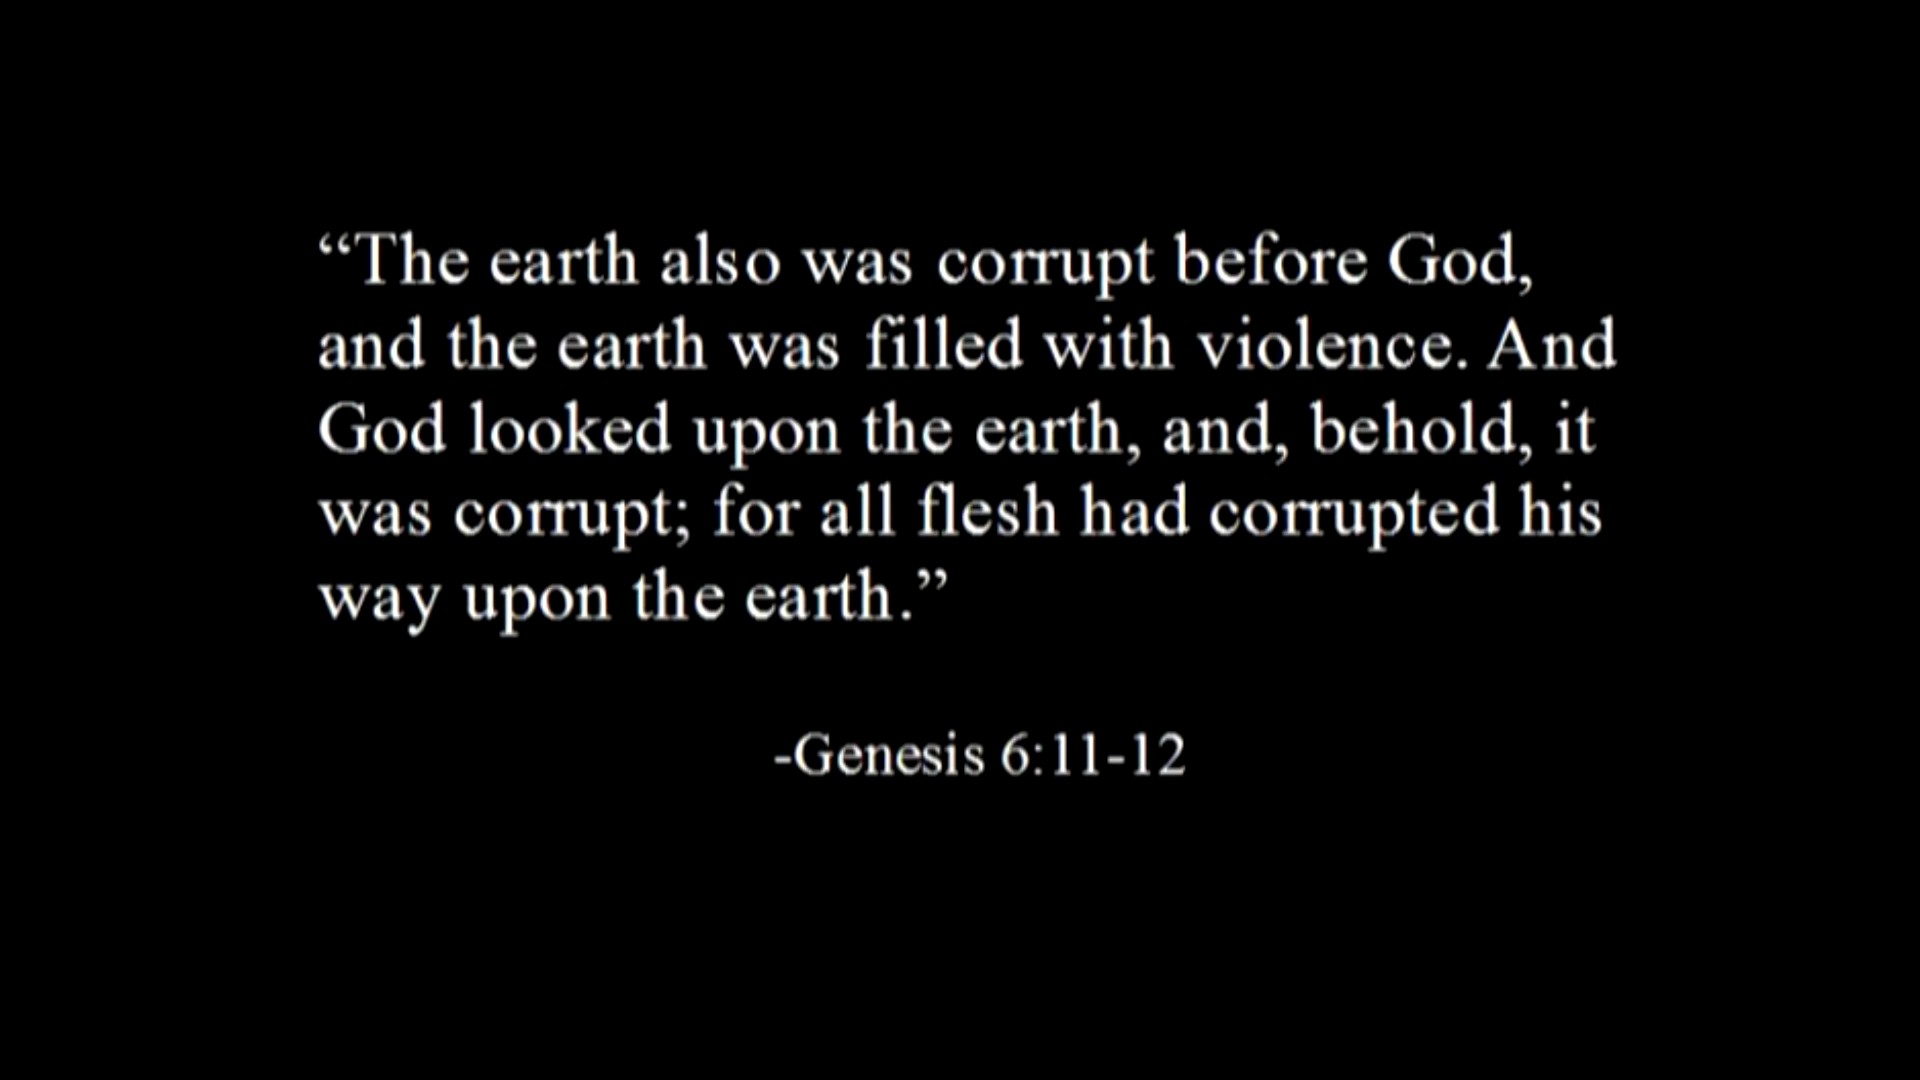 “The earth also was corrupt before God,
and the earth was filled with violence. And
God looked upon the earth, and, behold, it
was corrupt; for all flesh had corrupted his
way upon the earth.”
-Genesis 6:11-12